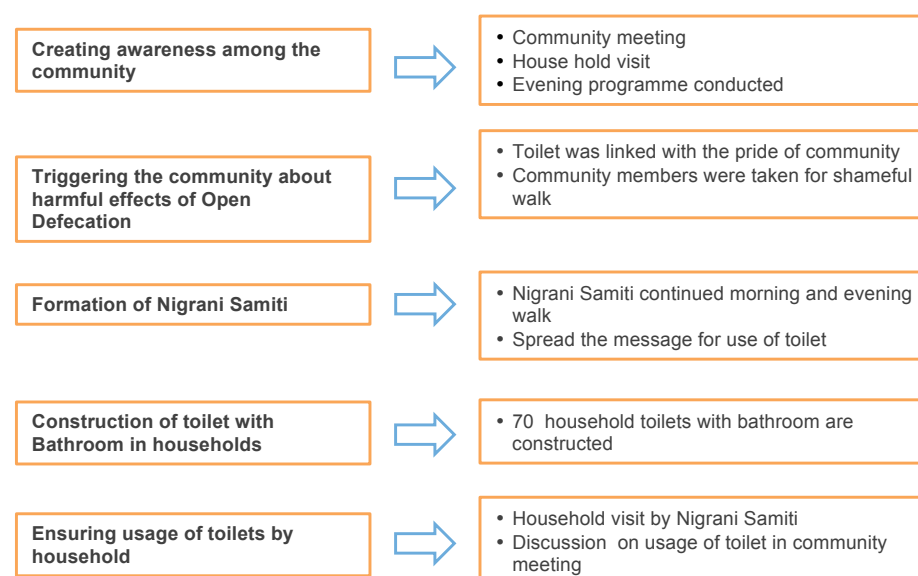 Creating awareness among the
community
• Community meeting
• House hold visit
• Evening programme conducted
Triggering the community about
harmful effects of Open
Defecation
• Toilet was linked with the pride of community
• Community members were taken for shameful
walk
Formation of Nigrani Samiti
• Nigrani Samiti continued morning and evening
walk
• Spread the message for use of toilet
Construction of toilet with
Bathroom in households
• 70 household toilets with bathroom are
constructed
Ensuring usage of toilets by
household
• Household visit by Nigrani Samiti
• Discussion on usage of toilet in community
meeting